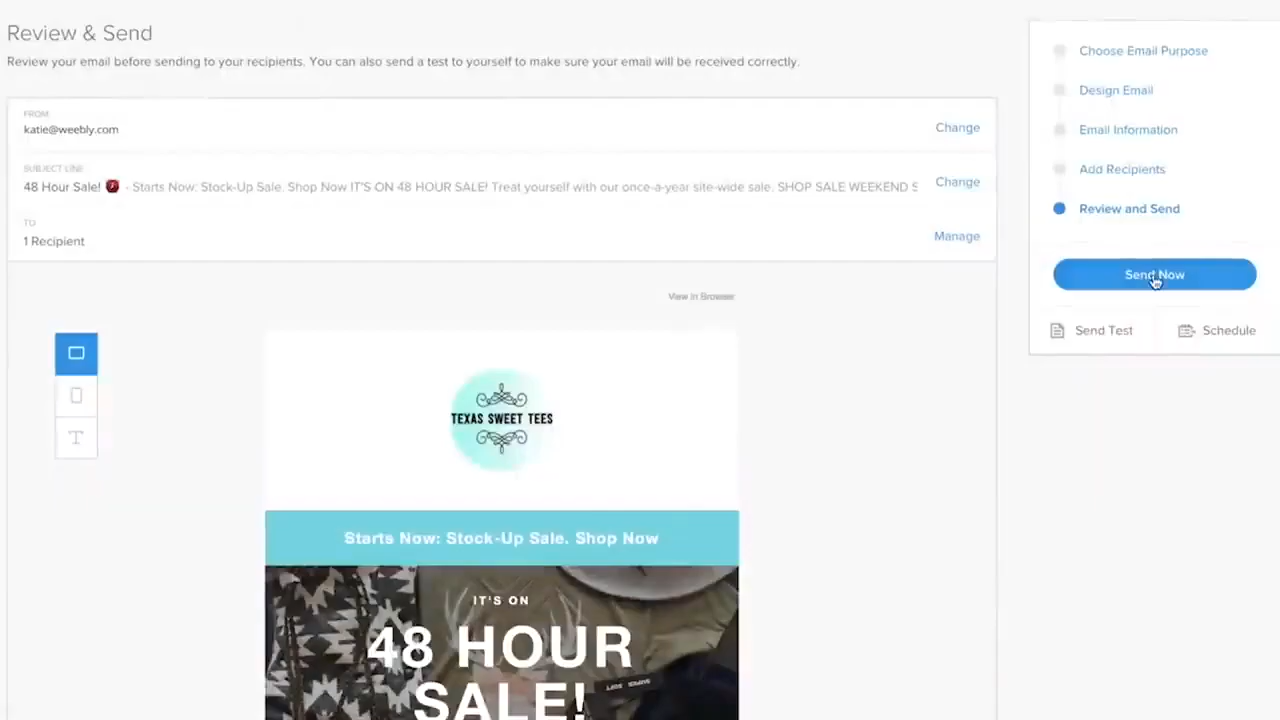 Review & Send
Review your email before sending to your recipients. You can also send a test to yourself to make sure your email will be received correctly.
FROM
katie@weebly.com
Change
SUBJECT LINE
48 Hour Sale! - Starts Now: Stock-Up Sale. Shop Now IT'S ON 48 HOUR SALE! Treat yourself with our once-a-year site-wide sale. SHOP SALE WEEKEND S
Change
TO
1 Recipient
Manage
Choose Email Purpose
Design Email
Email Information
Add Recipients
Review and Send
Send Now
Send Test
Schedule
View in Browser
T
TEXAS SWEET TEES
Starts Now: Stock-Up Sale. Shop Now
IT'S ON
48 HOUR
SALE!